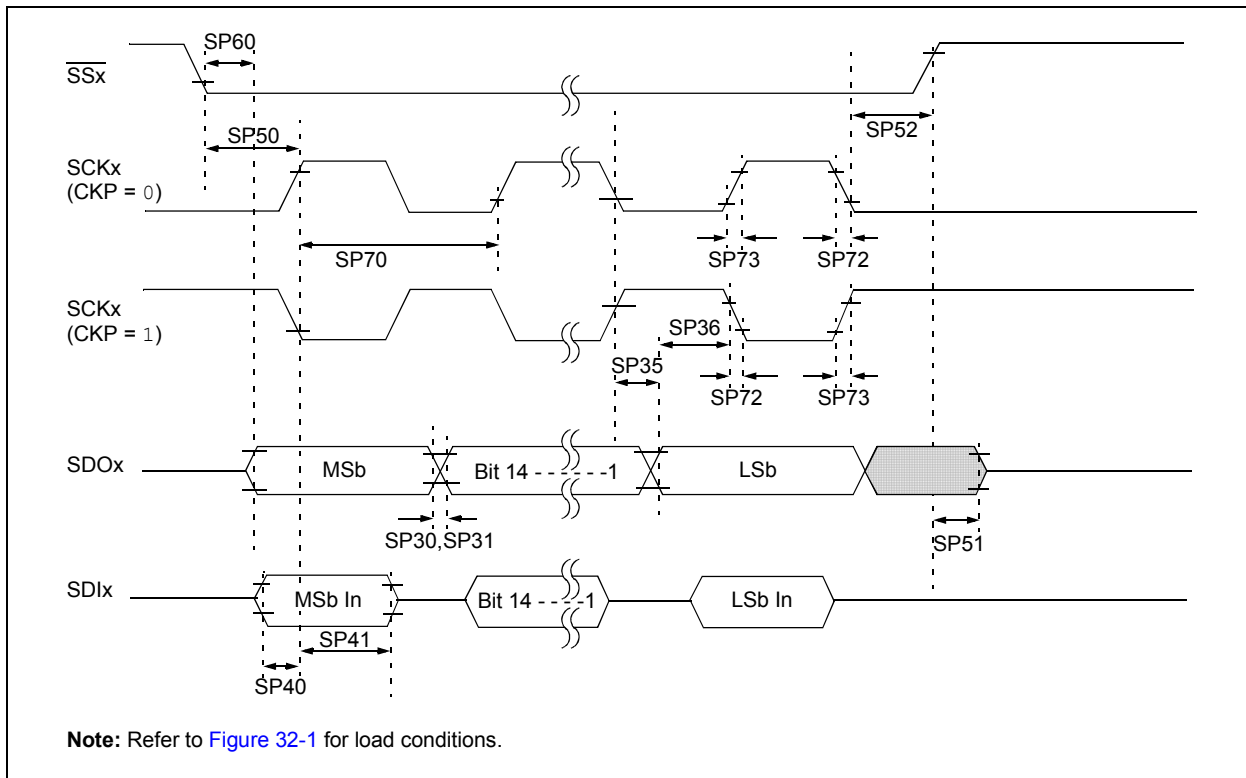 SP60
SSx
SP50
SP52
SCKx
(CKP = 0)
SP70
SP73
SP72
SCKx
(CKP = 1)
SP36
SP35
SP72
SP73
SDOx
MSb
Bit 14 - - - - - -1
LSb
SP30,SP31
SP51
SDIx
MSb In
Bit 14 - - - -1
LSb In
SP41
SP40
Note: Refer to Figure 32-1 for load conditions.